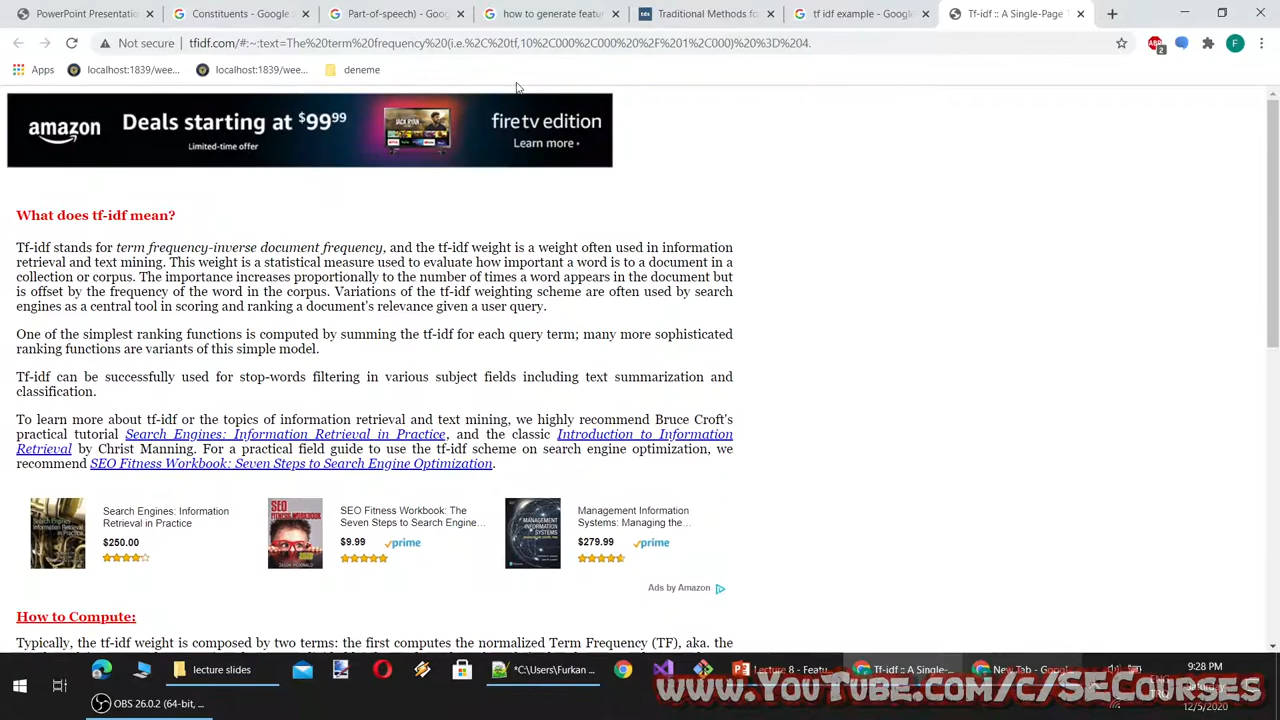 Presentation
Constituents - Google
Part-of-speech) - Goog
how to generate featur
tds Traditional Methods fo
tf idf example - Google
Tf-idf :: A Single-Page T
Not secure | tfidf.com/#:~:text=The%20term%20frequency%20(i.e.%2C%20tf,10%2C000%2C000%20%2F%201%2C000)%20%3D%204.
ABP 2 F
Apps localhost:1839/wee... localhost:1839/wee... deneme
amazon Deals starting at $99.99 Limited-time offer JACK RYAN fire tv edition Learn more
What does tf-idf mean?
Tf-idf stands for term frequency-inverse document frequency, and the tf-idf weight is a weight often used in information
retrieval and text mining. This weight is a statistical measure used to evaluate how important a word is to a document in a
collection or corpus. The importance increases proportionally to the number of times a word appears in the document but
is offset by the frequency of the word in the corpus. Variations of the tf-idf weighting scheme are often used by search
engines as a central tool in scoring and ranking a document's relevance given a user query.
One of the simplest ranking functions is computed by summing the tf-idf for each query term; many more sophisticated
ranking functions are variants of this simple model.
Tf-idf can be successfully used for stop-words filtering in various subject fields including text summarization and
classification.
To learn more about tf-idf or the topics of information retrieval and text mining, we highly recommend Bruce Croft's
practical tutorial Search Engines: Information Retrieval in Practice, and the classic Introduction to Information
Retrieval by Christ Manning. For a practical field guide to use the tf-idf scheme on search engine optimization, we
recommend SEO Fitness Workbook: Seven Steps to Search Engine Optimization.
Search Engines: Information
Retrieval in Practice
$250.00
SEO Fitness Workbook: The
Seven Steps to Search Engine...
$9.99 prime
Management Information
Systems: Managing the...
$279.99 prime
Ads by Amazon
How to Compute:
Typically, the tf-idf weight is composed by two terms: the first computes the normalized Term Frequency (TF), aka. the
lecture slides
*C:\Users\Furkan ...
Lecture 8 - Featu...
Tf-idf :: A Single-...
New Tab - Googl...
9:28 PM
ENG
TRQ
Saturday
12/5/2020
OBS 26.0.2 (64-bit, ...
www.YouTube.com/c/SECourses